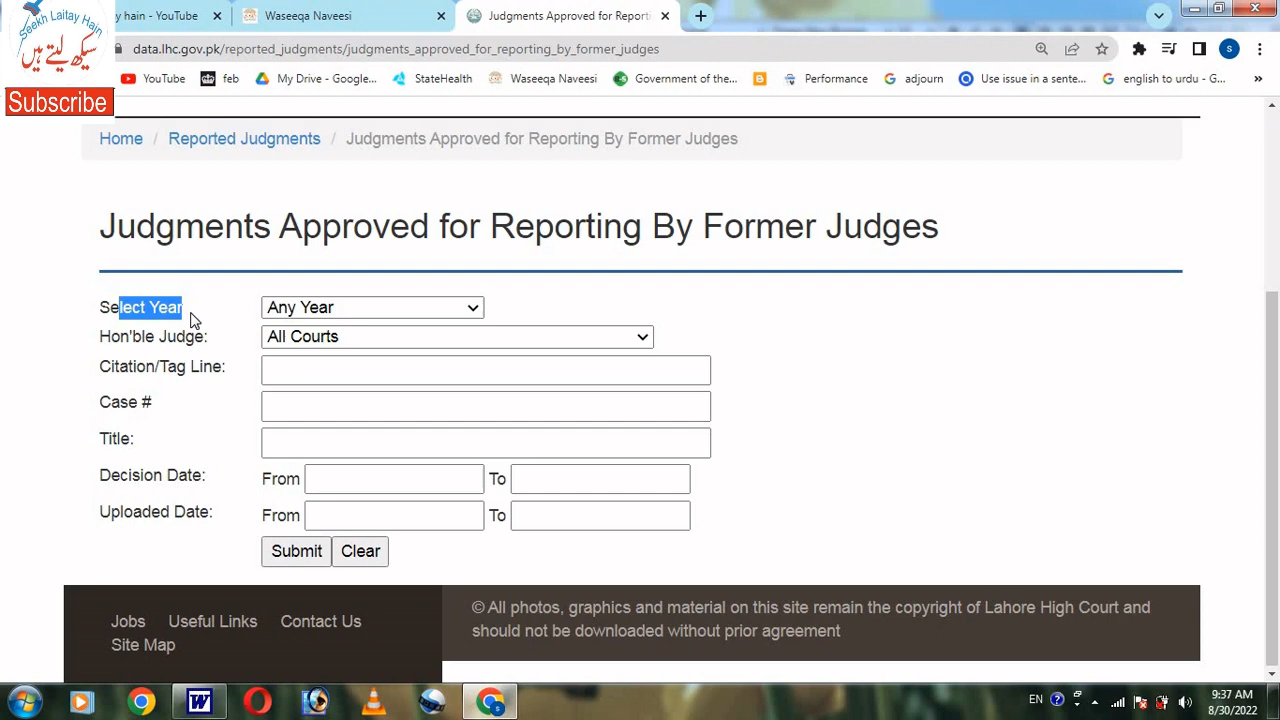 Seekh Laitay Hain
سیکھ لیتے ہیں
Subscribe
y hain - YouTube
Waseeqa Naveesi
Judgments Approved for Reporti
data.lhc.gov.pk/reported_judgments/judgments_approved_for_reporting_by_former_judges
S
YouTube
feb
My Drive - Google...
StateHealth
Waseeqa Naveesi
Government of the...
Performance
adjourn
Use issue in a sente...
english to urdu - G...
Home / Reported Judgments / Judgments Approved for Reporting By Former Judges
Judgments Approved for Reporting By Former Judges
Select Year Any Year
Hon'ble Judge: All Courts
Citation/Tag Line:
Case #
Title:
Decision Date: From To
Uploaded Date: From To
Submit Clear
Jobs Useful Links Contact Us
Site Map
© All photos, graphics and material on this site remain the copyright of Lahore High Court and
should not be downloaded without prior agreement
EN
9:37 AM
8/30/2022